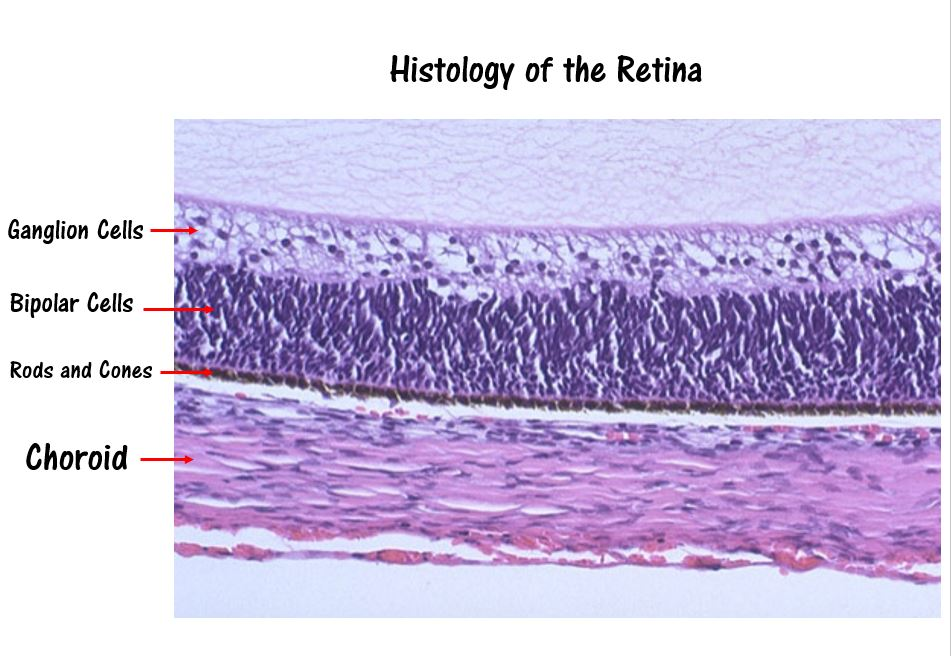 Histology of the Retina
Ganglion Cells
Bipolar Cells
Rods and Cones
Choroid